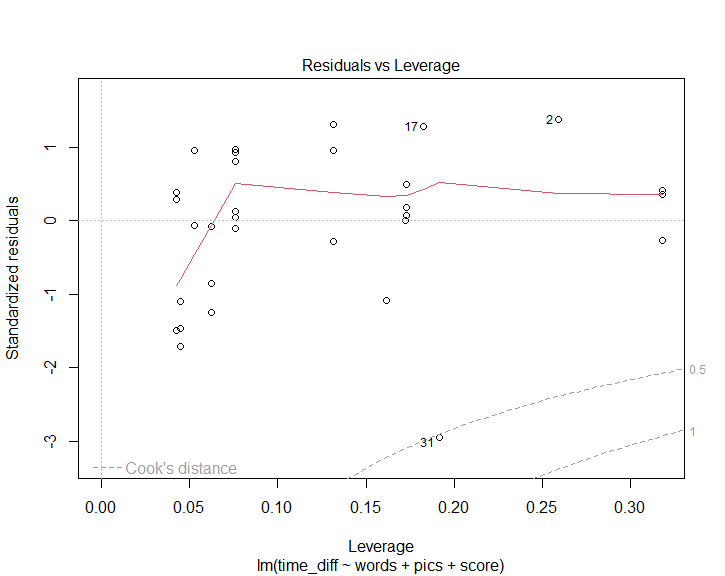 Residuals vs Leverage
Standardized residuals
1
0
-1
-2
-3
17
2
31
0.5
1
Cook's distance
0.00 0.05 0.10 0.15 0.20 0.25 0.30
Leverage
lm(time_diff ~ words + pics + score)